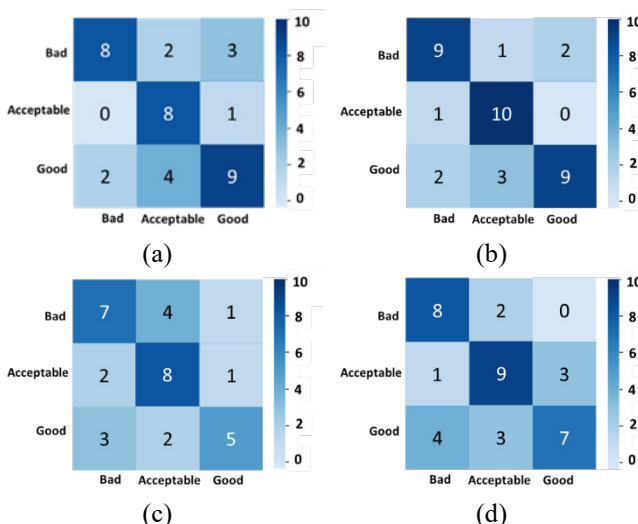 Bad 8 2 3 10
8
Acceptable 0 8 1 6
4
Good 2 4 9 2
0
Bad Acceptable Good
(a)
Bad 9 1 2 10
8
Acceptable 1 10 0 6
4
Good 2 3 9 2
0
Bad Acceptable Good
(b)
Bad 7 4 1 10
8
Acceptable 2 8 1 6
4
Good 3 2 5 2
0
Bad Acceptable Good
(c)
Bad 8 2 0 10
8
Acceptable 1 9 3 6
4
Good 4 3 7 2
0
Bad Acceptable Good
(d)